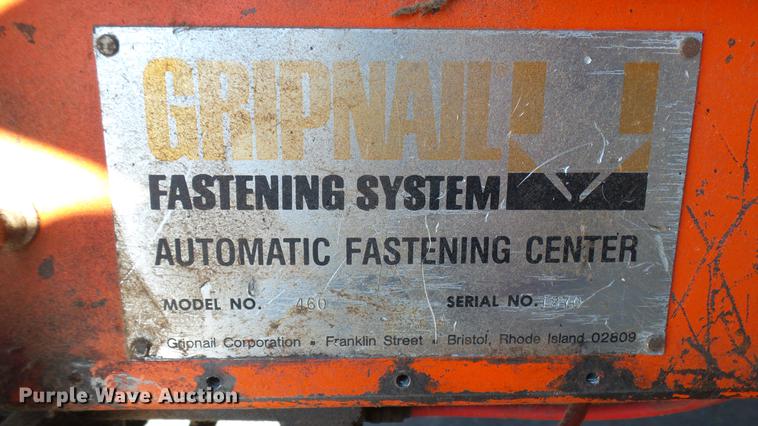 GRIPNAIL
FASTENING SYSTEM
AUTOMATIC FASTENING CENTER
MODEL NO. 460 SERIAL NO.
Gripnail Corporation • Franklin Street • Bristol, Rhode Island 02809
Purple Wave Auction